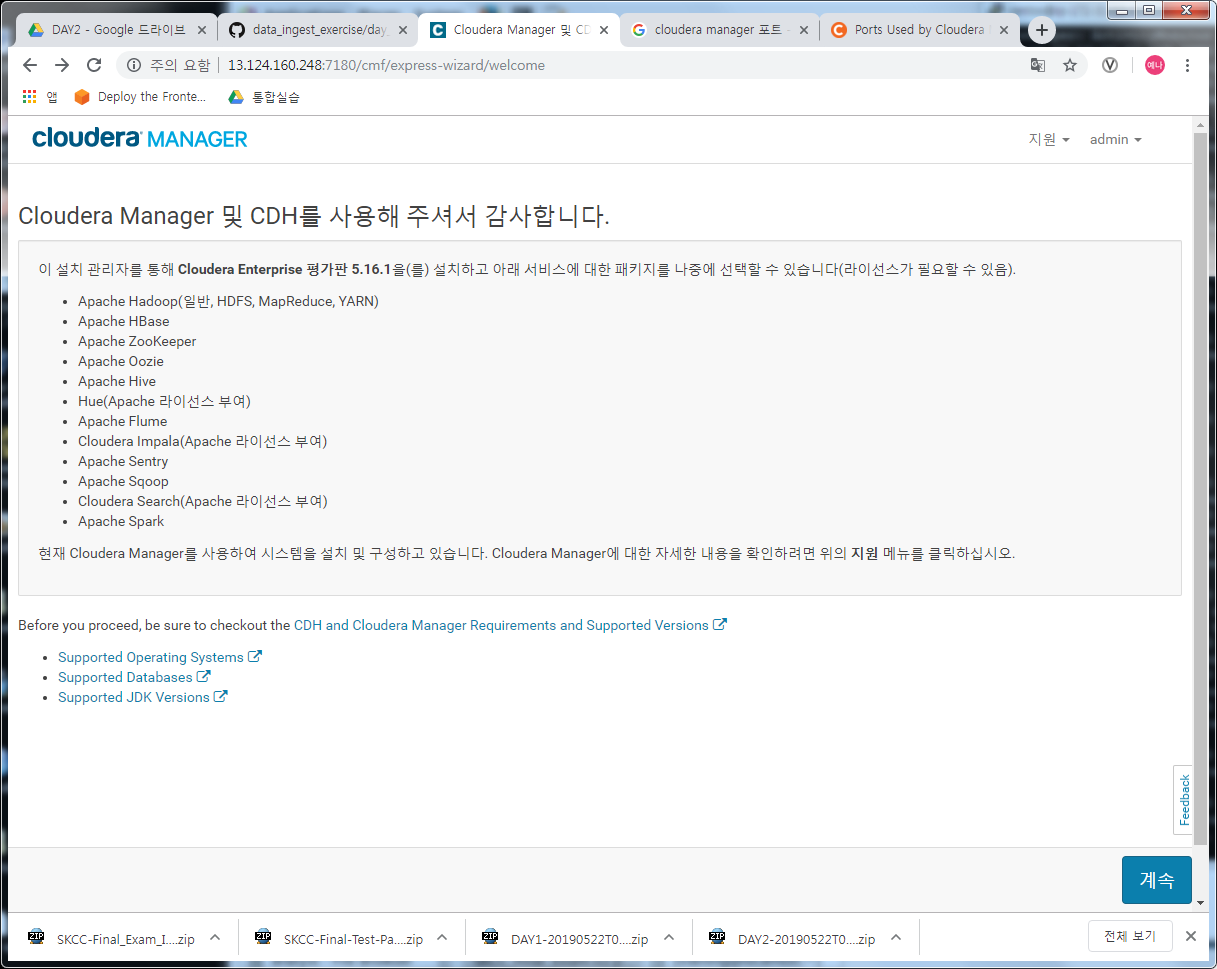 DAY2 - Google 드라이브
data_ingest_exercise/day
Cloudera Manager 및 CD
cloudera manager 포트 -
Ports Used by Cloudera
주의 요함 13.124.160.248:7180/cmf/express-wizard/welcome
예나
앱 Deploy the Fronte... 통합실습
cloudera MANAGER 지원 admin
Cloudera Manager 및 CDH를 사용해 주셔서 감사합니다.
이 설치 관리자를 통해 Cloudera Enterprise 평가판 5.16.1을(를) 설치하고 아래 서비스에 대한 패키지를 나중에 선택할 수 있습니다(라이선스가 필요할 수 있음).
Apache Hadoop(일반, HDFS, MapReduce, YARN)
Apache HBase
Apache ZooKeeper
Apache Oozie
Apache Hive
Hue(Apache 라이선스 부여)
Apache Flume
Cloudera Impala(Apache 라이선스 부여)
Apache Sentry
Apache Sqoop
Cloudera Search(Apache 라이선스 부여)
Apache Spark
현재 Cloudera Manager를 사용하여 시스템을 설치 및 구성하고 있습니다. Cloudera Manager에 대한 자세한 내용을 확인하려면 위의 지원 메뉴를 클릭하십시오.
Before you proceed, be sure to checkout the CDH and Cloudera Manager Requirements and Supported Versions
Supported Operating Systems
Supported Databases
Supported JDK Versions
Feedback
계속
SKCC-Final_Exam_I....zip
SKCC-Final-Test-Pa....zip
DAY1-20190522T0....zip
DAY2-20190522T0....zip
전체 보기